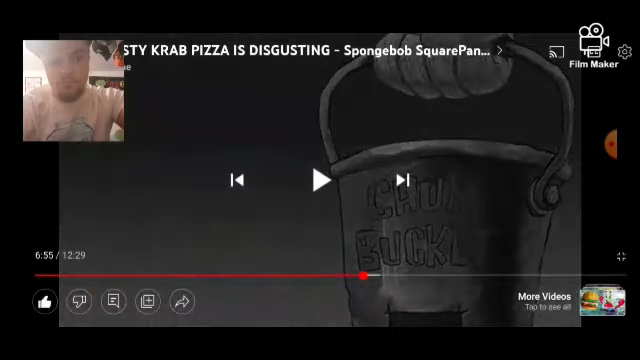 STY KRAB PIZZA IS DISGUSTING - Spongebob SquarePan...
Film Maker
CHUM
BUCKE
6:55 / 12:29
More Videos
Tap to see all